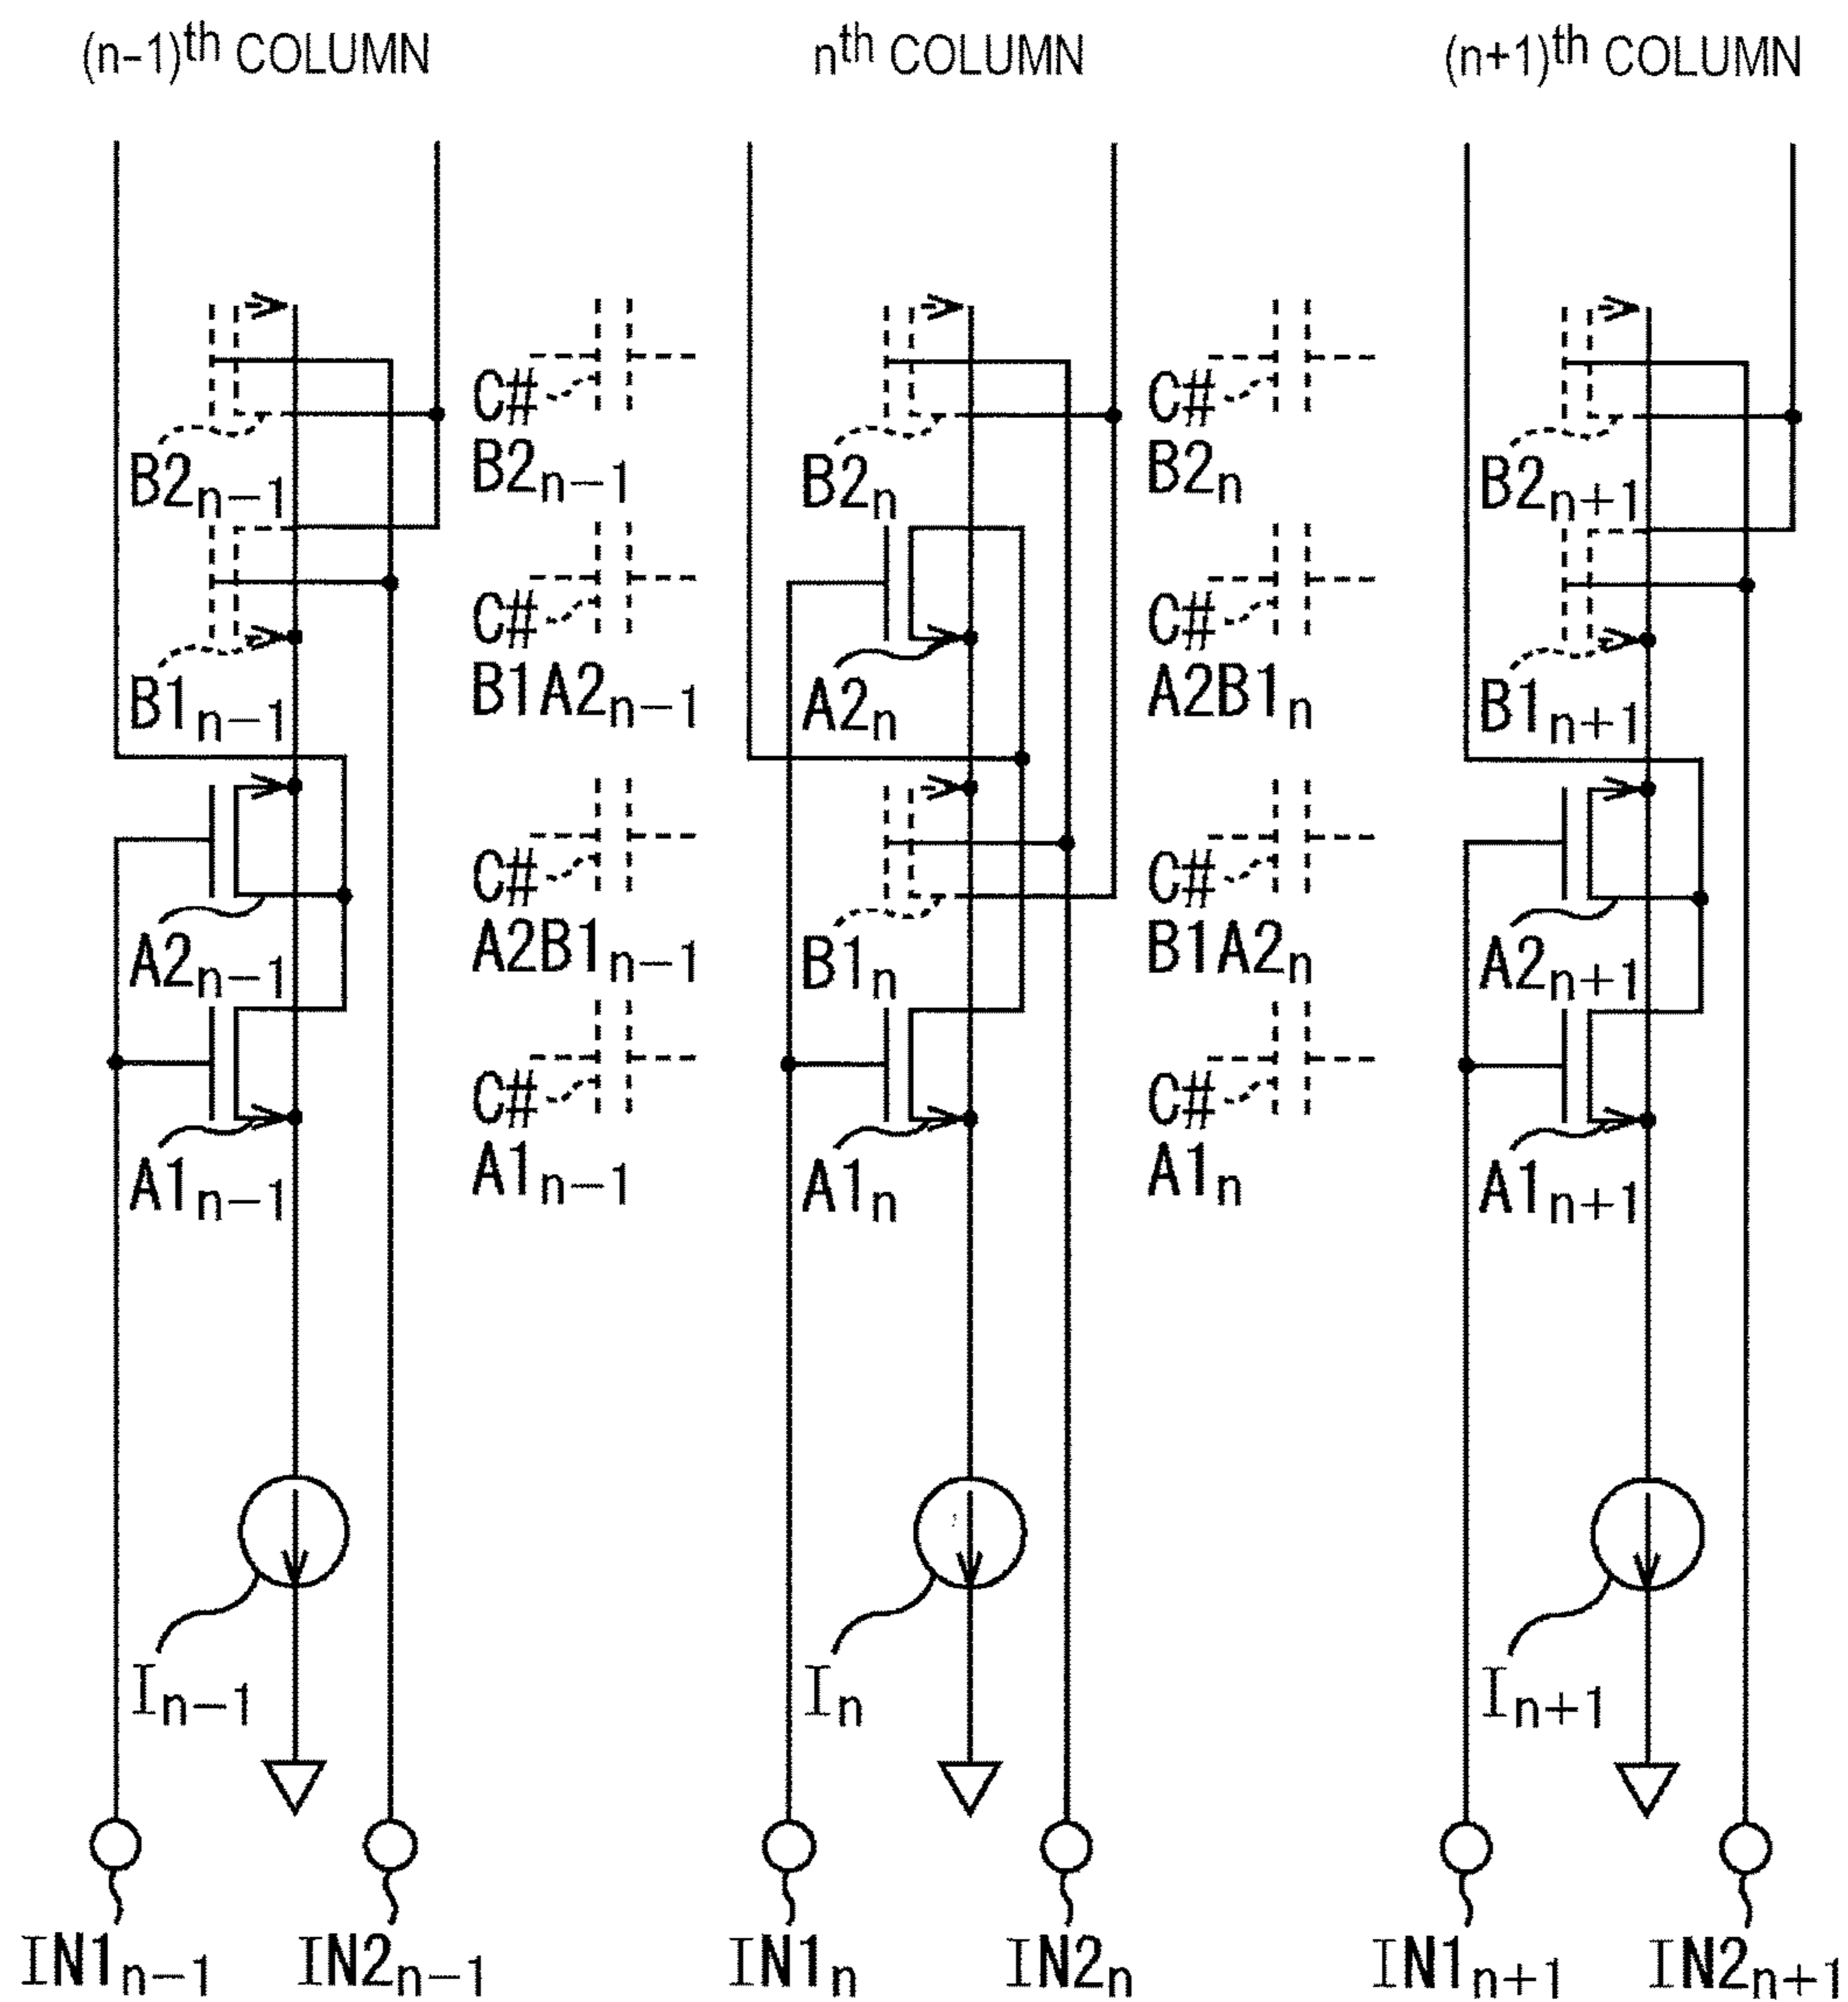 (n-1)th COLUMN
nth COLUMN
(n+1)th COLUMN
C#
B2n-1
B2n-1
B2n
C#
B2n
B2n+1
B1n-1
C#
B1A2n-1
A2n
C#
A2B1n
B1n+1
A2n-1
C#
A2B1n-1
B1n
C#
B1A2n
A2n+1
A1n-1
C#
A1n-1
A1n
C#
A1n
A1n+1
In-1
In
In+1
IN1n-1
IN2n-1
IN1n
IN2n
IN1n+1
IN2n+1